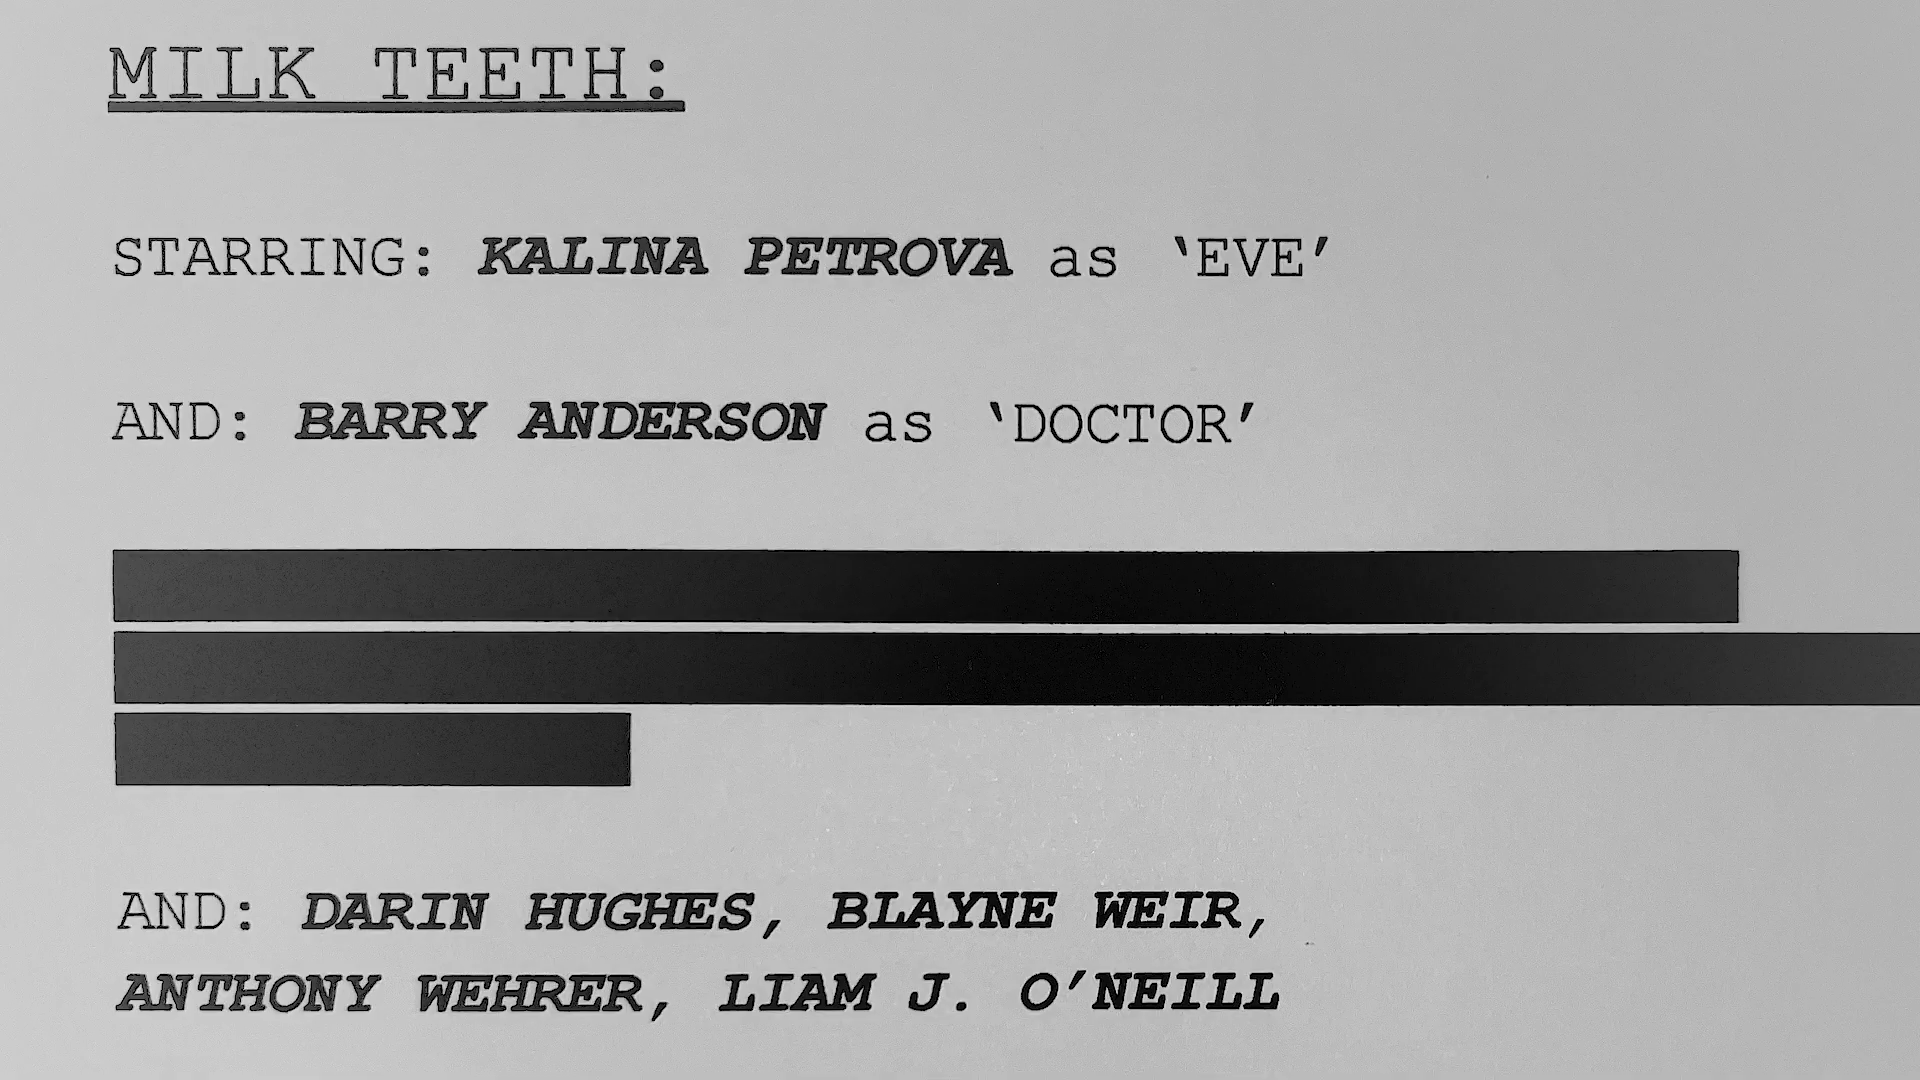 MILK TEETH:
STARRING: KALINA PETROVA as ‘EVE’
AND: BARRY ANDERSON as ‘DOCTOR’
AND: DARIN HUGHES, BLAYNE WEIR,
ANTHONY WEHRER, LIAM J. O’NEILL